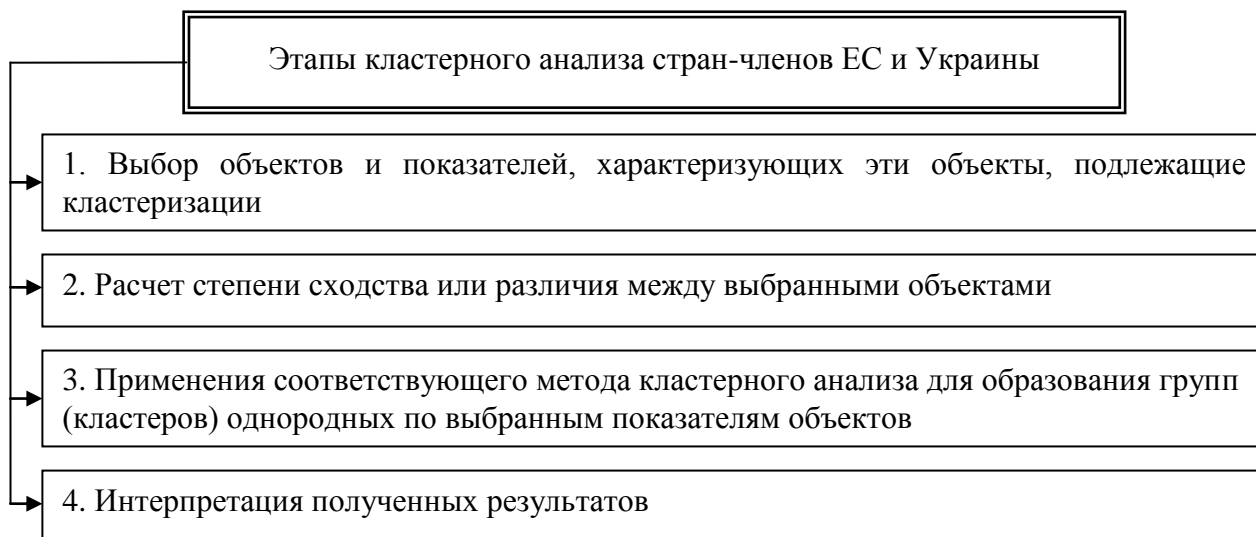 Этапы кластерного анализа стран-членов ЕС и Украины
1. Выбор объектов и показателей, характеризующих эти объекты, подлежащие
кластеризации
2. Расчет степени сходства или различия между выбранными объектами
3. Применения соответствующего метода кластерного анализа для образования групп
(кластеров) однородных по выбранным показателям объектов
4. Интерпретация полученных результатов